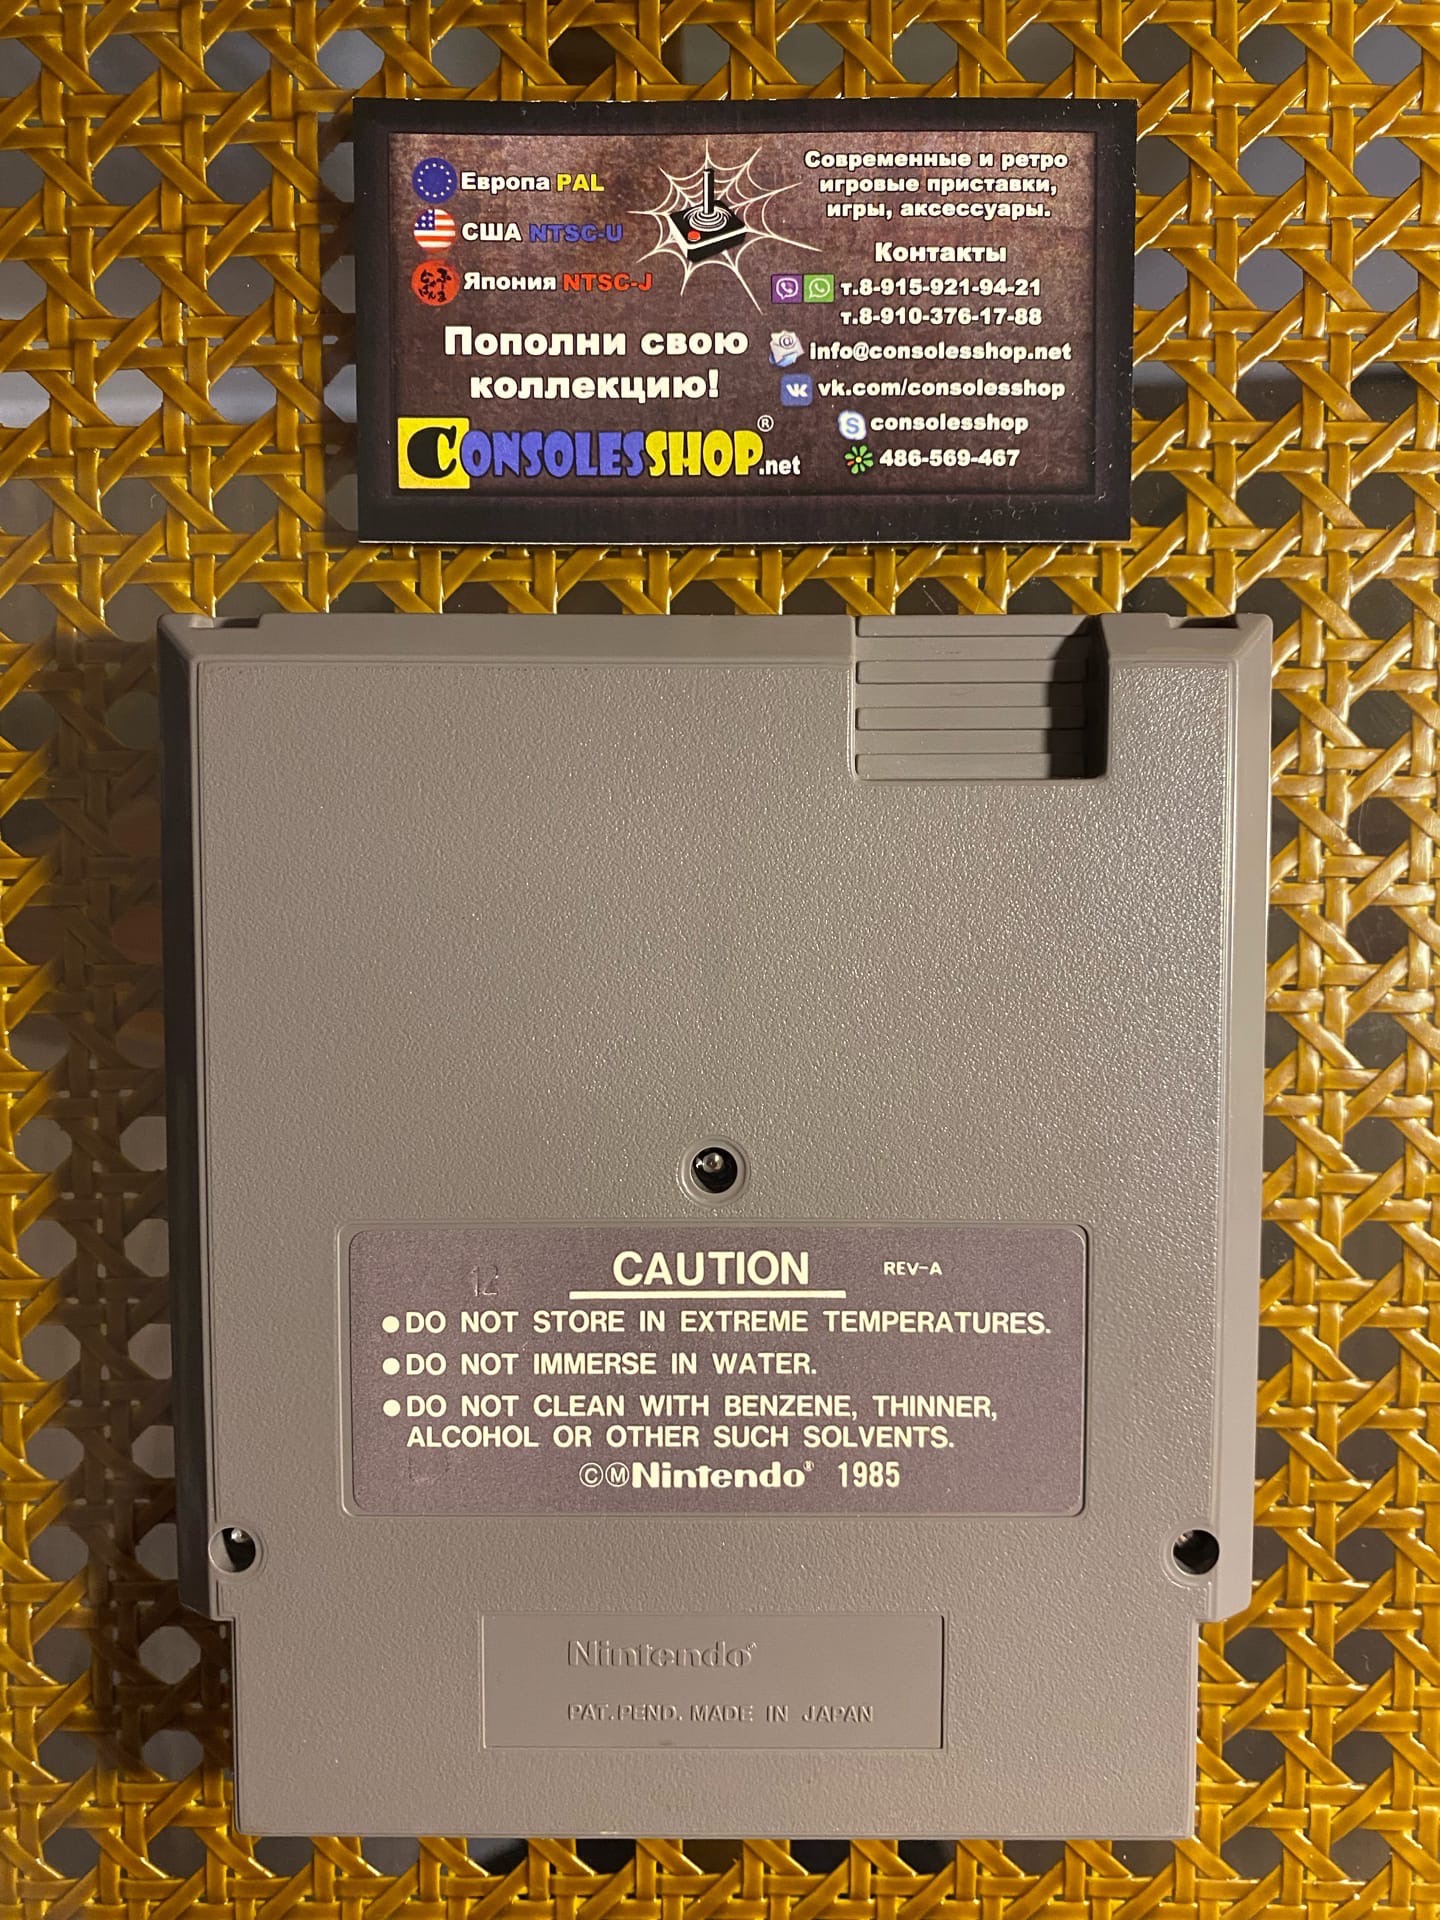 Европа PAL
США NTSC-U
Япония NTSC-J
Пополни свою
коллекцию!
CONSOLESSHOP®.net
Современные и ретро
игровые приставки,
игры, аксессуары.
Контакты
т.8-915-921-94-21
т.8-910-376-17-88
info@consolesshop.net
vk.com/consolesshop
consolesshop
486-569-467
CAUTION REV-A
12
●DO NOT STORE IN EXTREME TEMPERATURES.
●DO NOT IMMERSE IN WATER.
●DO NOT CLEAN WITH BENZENE, THINNER,
ALCOHOL OR OTHER SUCH SOLVENTS.
©ⓂNintendo® 1985
Nintendo®
PAT. PEND. MADE IN JAPAN